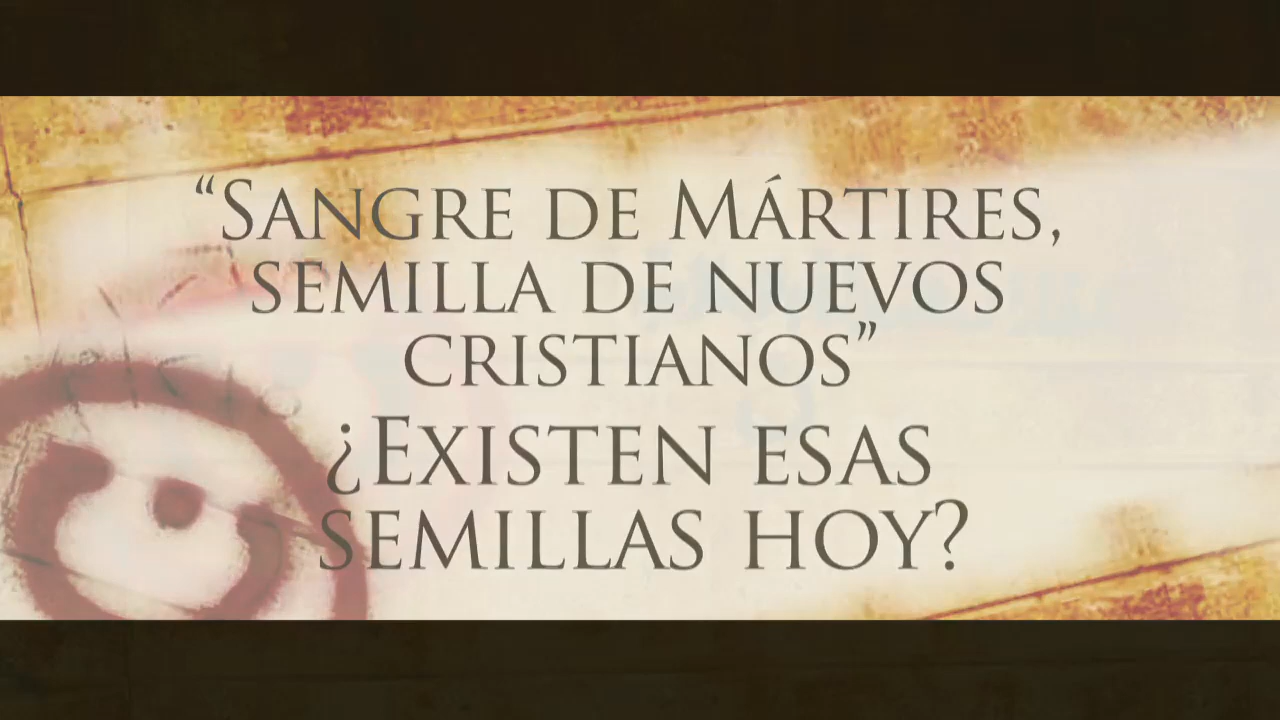 “Sangre de Mártires,
semilla de nuevos
cristianos”
¿Existen esas
semillas hoy?